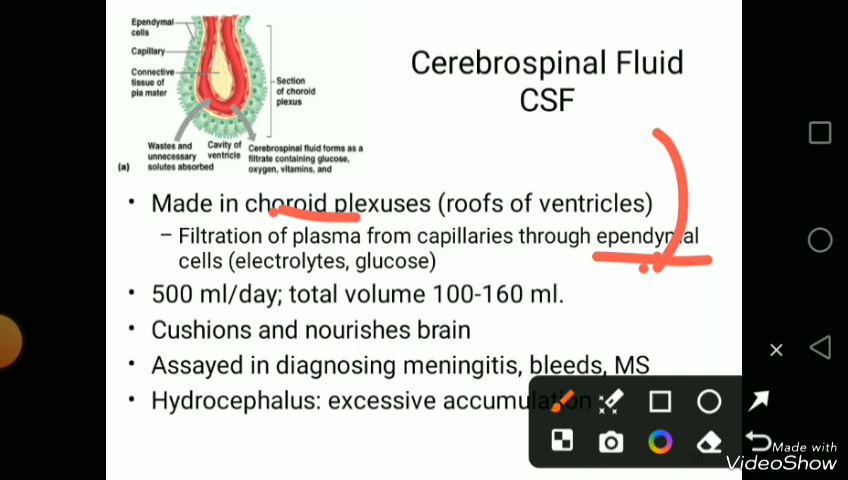 Ependymal
cells
Capillary
Connective
tissue of
pia mater
Section
of choroid
plexus
Wastes and
unnecessary
solutes absorbed
Cavity of
ventricle
Cerebrospinal fluid forms as a
filtrate containing glucose,
oxygen, vitamins, and
(a)
Cerebrospinal Fluid
CSF
• Made in choroid plexuses (roofs of ventricles)
– Filtration of plasma from capillaries through ependymal
cells (electrolytes, glucose)
• 500 ml/day; total volume 100-160 ml.
• Cushions and nourishes brain
• Assayed in diagnosing meningitis, bleeds, MS
• Hydrocephalus: excessive accumulation
Made with
VideoShow